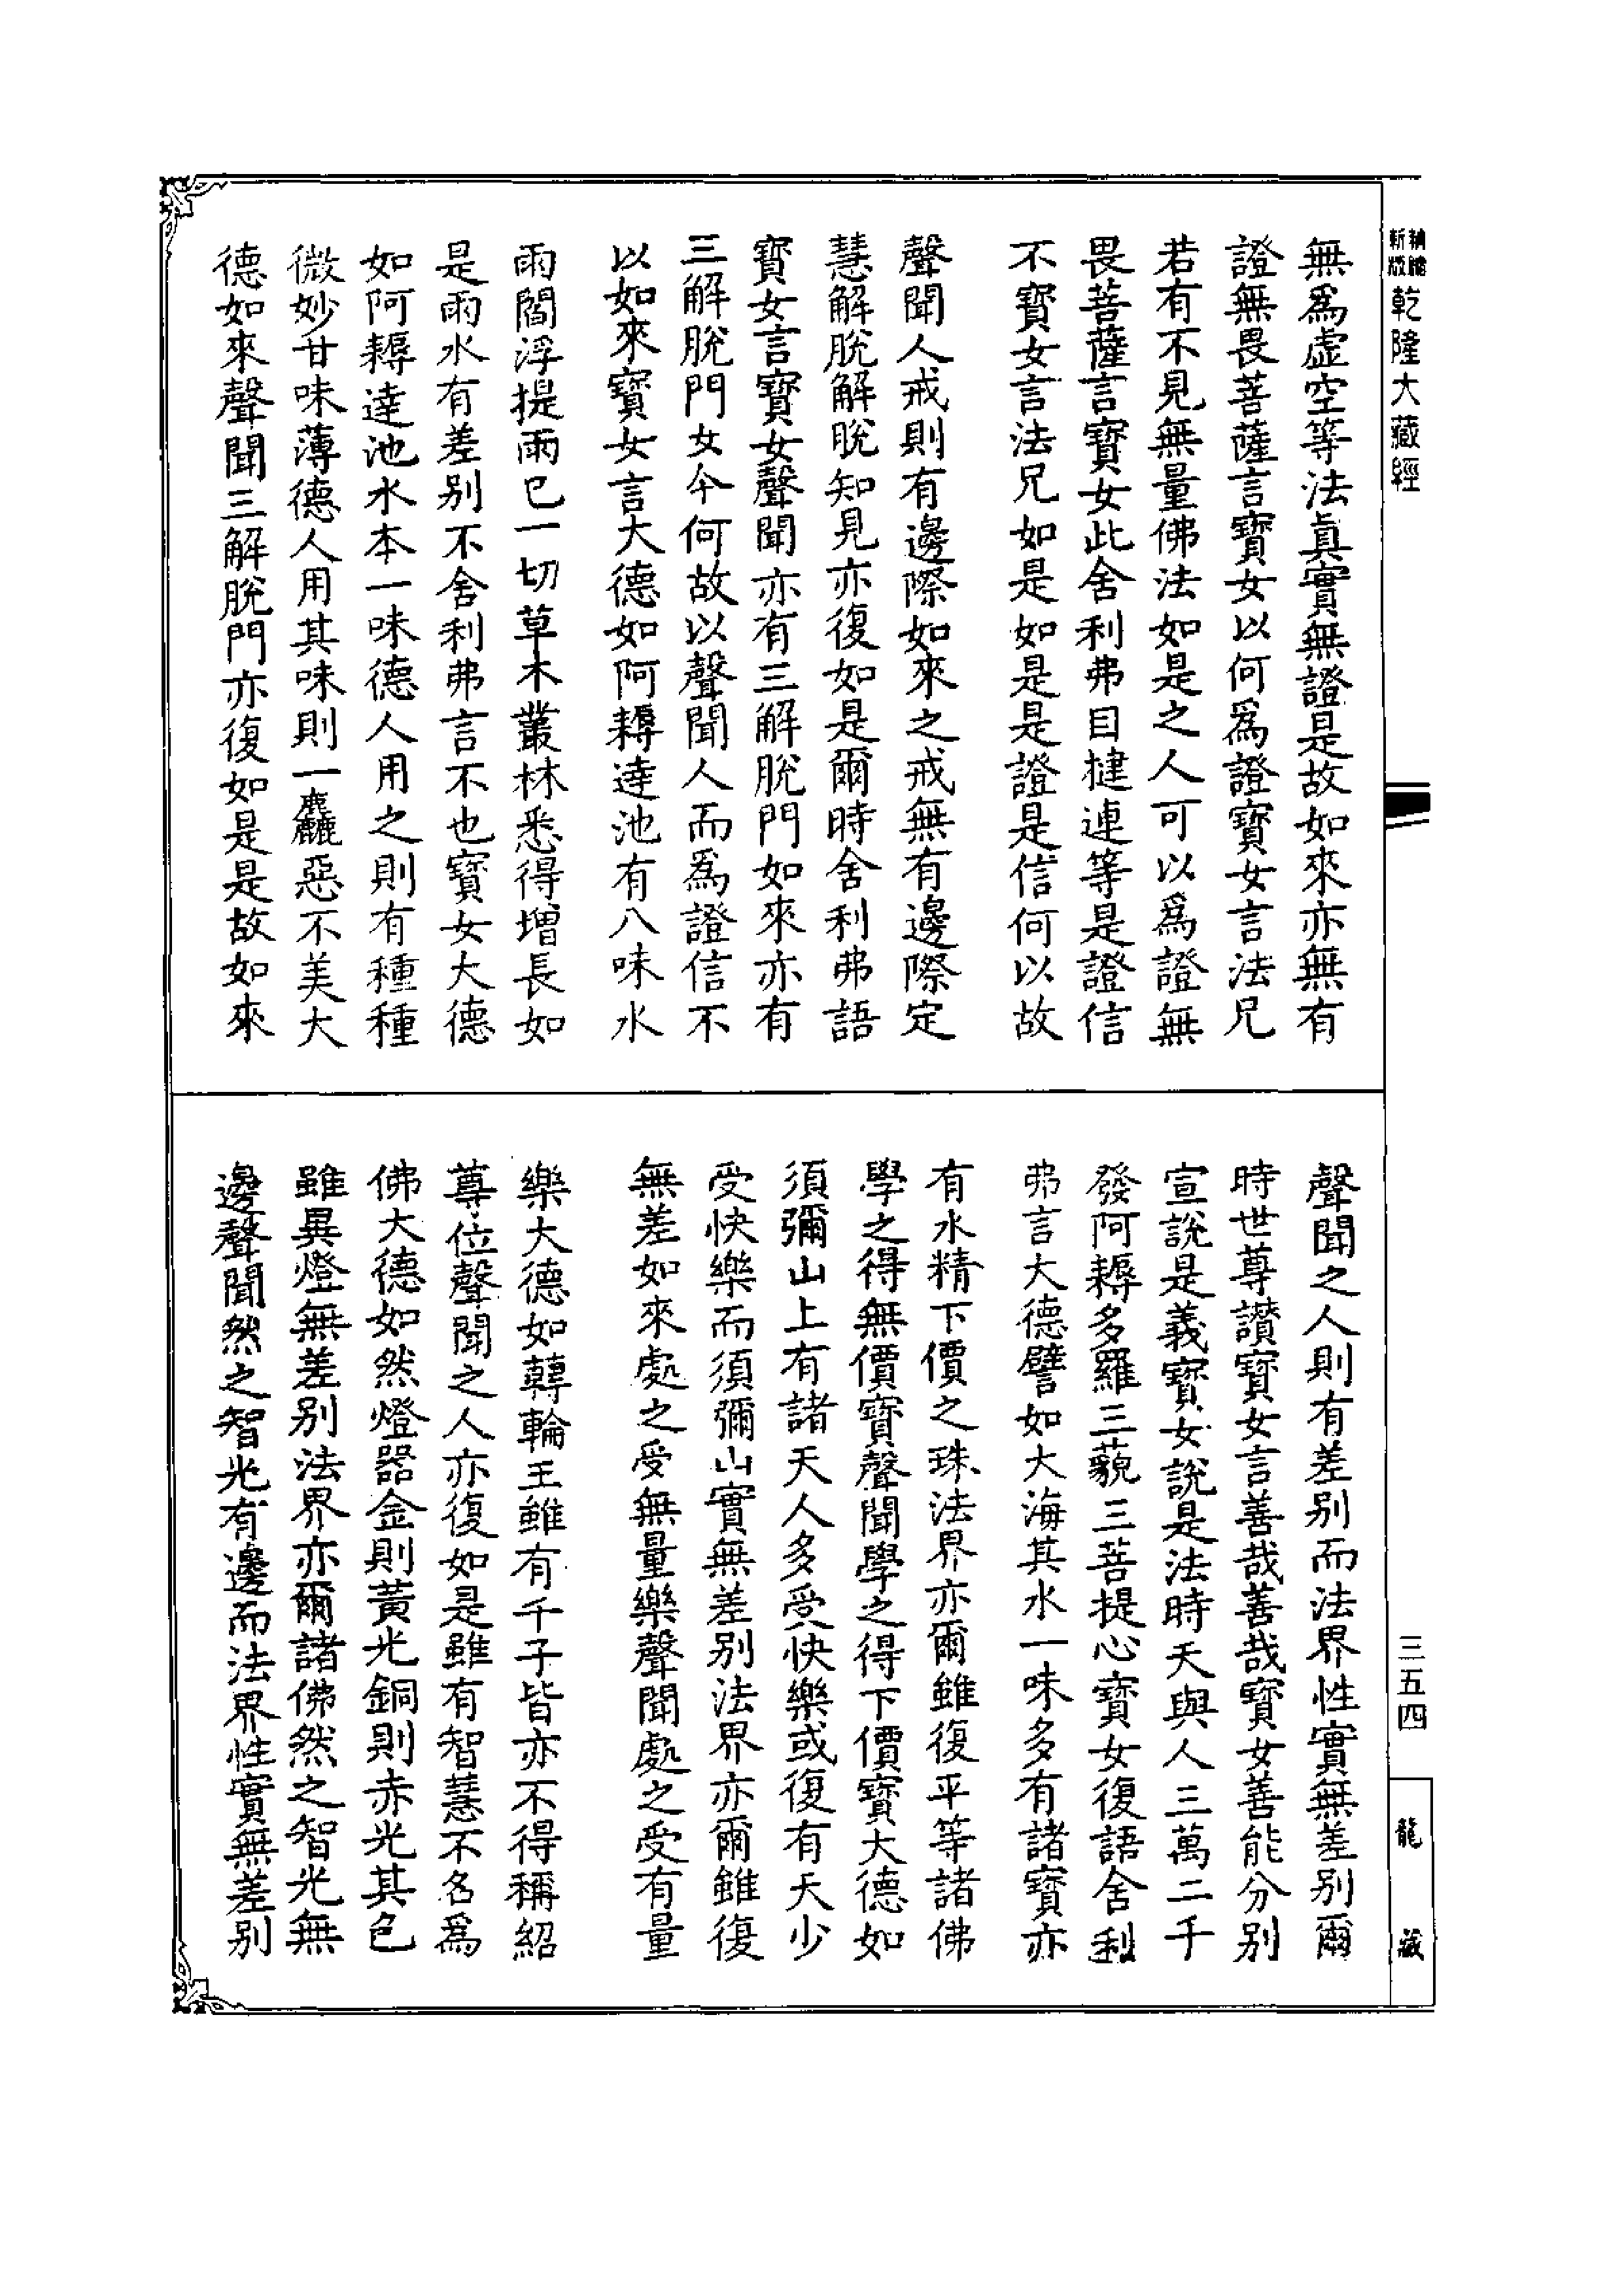 乾隆大藏經
無爲虛空等法眞實無證是故如來亦無有
證無畏菩薩言寶女以何爲證寶女言法兄
若有不見無量佛法如是之人可以爲證無
畏菩薩言寶女此舍利弗目揵連等是證信
不寶女言法兄如是如是是證是信何以故
聲聞人戒則有邊際如來之戒無有邊際定
慧解脫解脫知見亦復如是爾時舍利弗語
寶女言寶女聲聞亦有三解脫門如來亦有
三解脫門女今何故以聲聞人而爲證信不
以如來寶女言大德如阿耨達池有八味水
雨閻浮提雨已一切草木叢林悉得增長如
是雨水有差別不舍利弗言不也寶女大德
如阿耨達池水本一味德人用之則有種種
微妙甘味薄德人用其味則一麤惡不美大
德如來聲聞三解脫門亦復如是是故如來
聲聞之人則有差別而法界性實無差別爾
時世尊讃寶女言善哉善哉寶女善能分別
宣說是義寶女說是法時天與人三萬二千
發阿耨多羅三藐三菩提心寶女復語舍利
弗言大德譬如大海其水一味多有諸寶亦
有水精下價之珠法界亦爾雖復平等諸佛
學之得無價寶聲聞學之得下價寶大德如
須彌山上有諸天人多受快樂或復有天少
受快樂而須彌山實無差別法界亦爾雖復
無差如來處之受無量樂聲聞處之受有量
樂大德如轉輪王雖有千子皆亦不得稱紹
尊位聲聞之人亦復如是雖有智慧不名爲
佛大德如然燈器金則黃光銅則赤光其色
雖異燈無差別法界亦爾諸佛然之智光無
邊聲聞然之智光有邊而法界性實無差別
三五四
龍藏